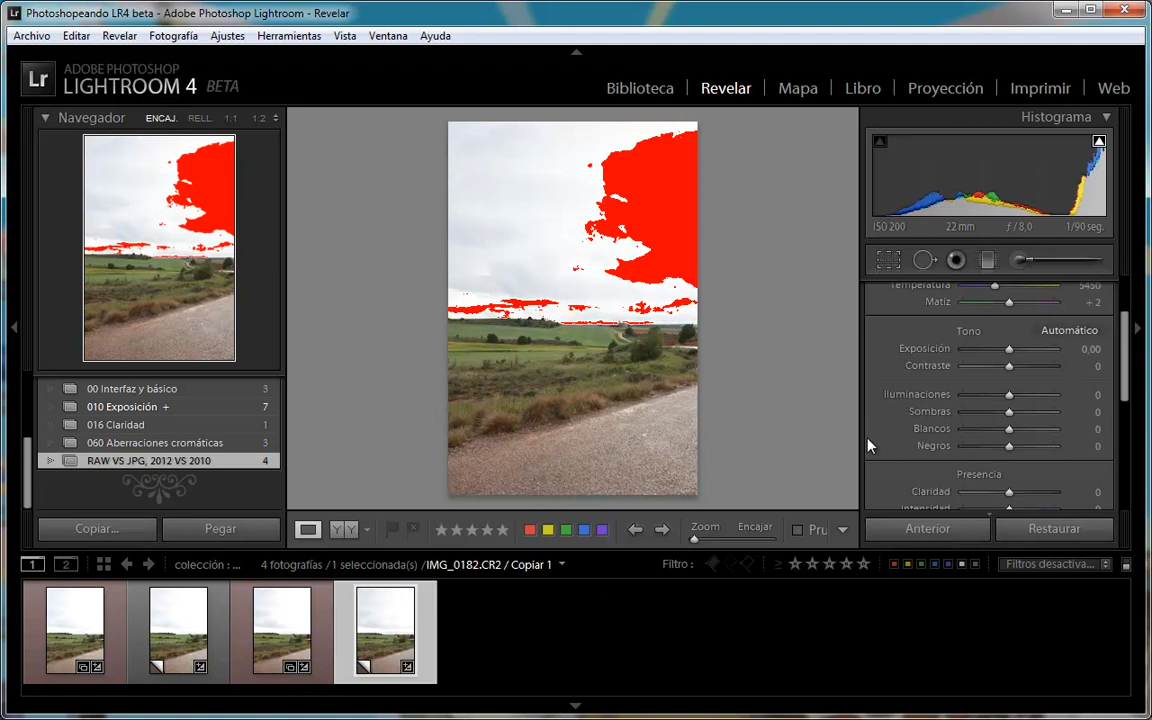 Photoshopeando LR4 beta - Adobe Photoshop Lightroom - Revelar
Archivo Editar Revelar Fotografía Ajustes Herramientas Vista Ventana Ayuda
Lr
ADOBE PHOTOSHOP
LIGHTROOM 4 BETA
Biblioteca Revelar Mapa Libro Proyección Imprimir Web
Navegador ENCAJ. RELL. 1:1 1:2
Histograma
ISO 200 22 mm ƒ / 8,0 1/90 seg.
Temperatura 5450
Matiz + 2
Tono Automático
Exposición 0,00
Contraste 0
Iluminaciones 0
Sombras 0
Blancos 0
Negros 0
Presencia
Claridad 0
Intensidad
00 Interfaz y básico 3
010 Exposición + 7
016 Claridad 1
060 Aberraciones cromáticas 3
RAW VS JPG, 2012 VS 2010 4
Copiar... Pegar
YY
Zoom Encajar
Pru
Anterior Restaurar
1 2 colección : ... 4 fotografías /1 seleccionada(s) /IMG_0182.CR2 / Copiar 1
Filtro : ≥ Filtros desactiva...